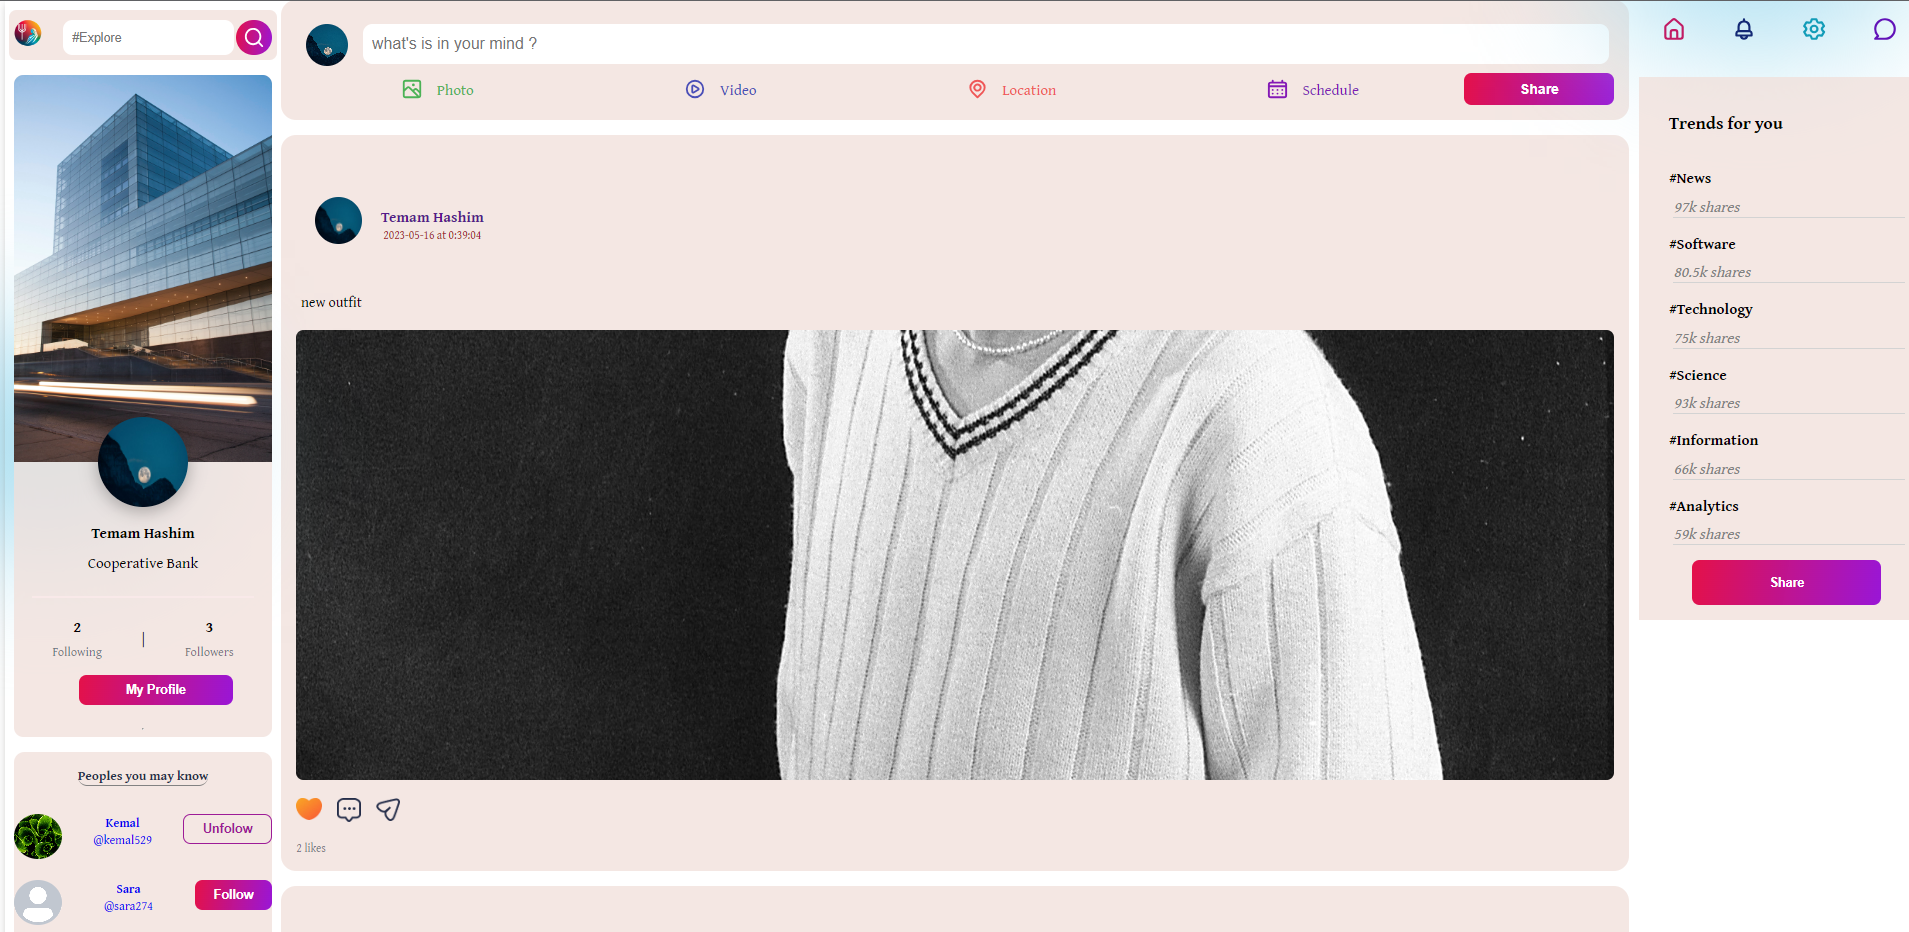 #Explore
Temam Hashim
Cooperative Bank
2
Following
|
3
Followers
My Profile
.
Peoples you may know
Kemal
@kemal529
Unfolow
Sara
@sara274
Follow
what's is in your mind ?
Photo
Video
Location
Schedule
Share
Temam Hashim
2023-05-16 at 0:39:04
new outfit
2 likes
Trends for you
#News
97k shares
#Software
80.5k shares
#Technology
75k shares
#Science
93k shares
#Information
66k shares
#Analytics
59k shares
Share